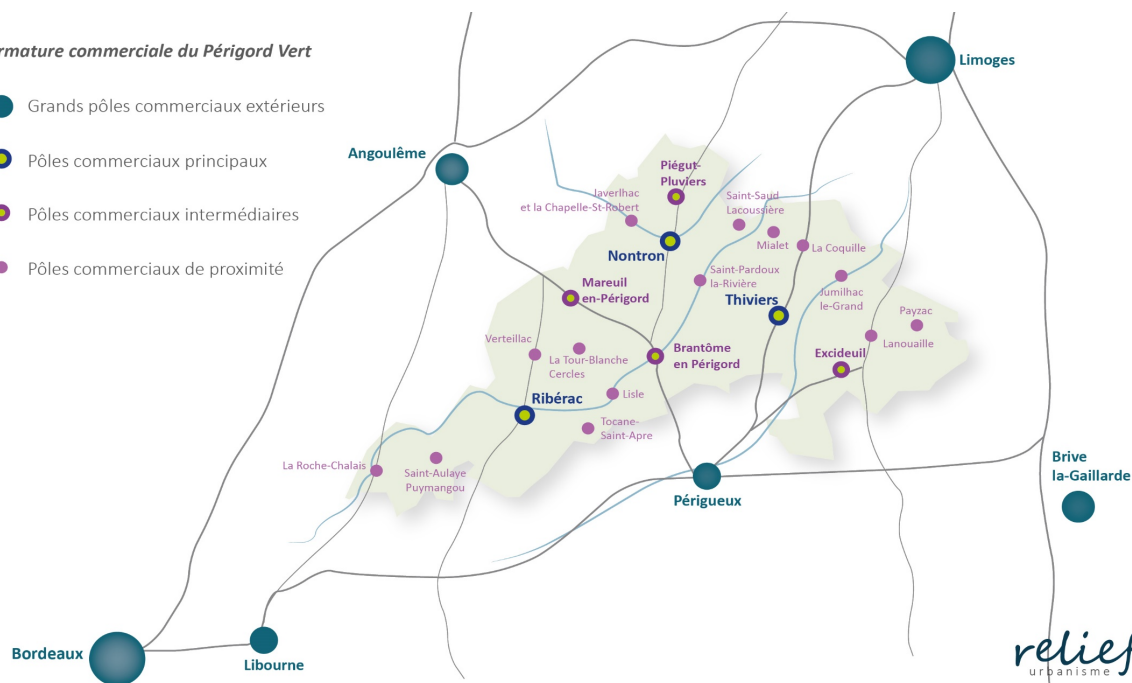 rmature commerciale du Périgord Vert
Grands pôles commerciaux extérieurs
Pôles commerciaux principaux
Pôles commerciaux intermédiaires
Pôles commerciaux de proximité
Limoges
Angoulême
Piégut-
Pluviers
Javerlhac
et la Chapelle-St-Robert
Saint-Saud
Lacoussière
Mialet
La Coquille
Nontron
Saint-Pardoux
la-Rivière
Mareuil
en-Périgord
Thiviers
Jumilhac
le-Grand
Payzac
Lanouaille
Verteillac
La Tour-Blanche
Cercles
Brantôme
en Périgord
Excideuil
Lisle
Ribérac
Tocane-
Saint-Apre
La Roche-Chalais
Saint-Aulaye
Puymangou
Périgueux
Brive
la-Gaillarde
Bordeaux
Libourne
relief
urbanisme